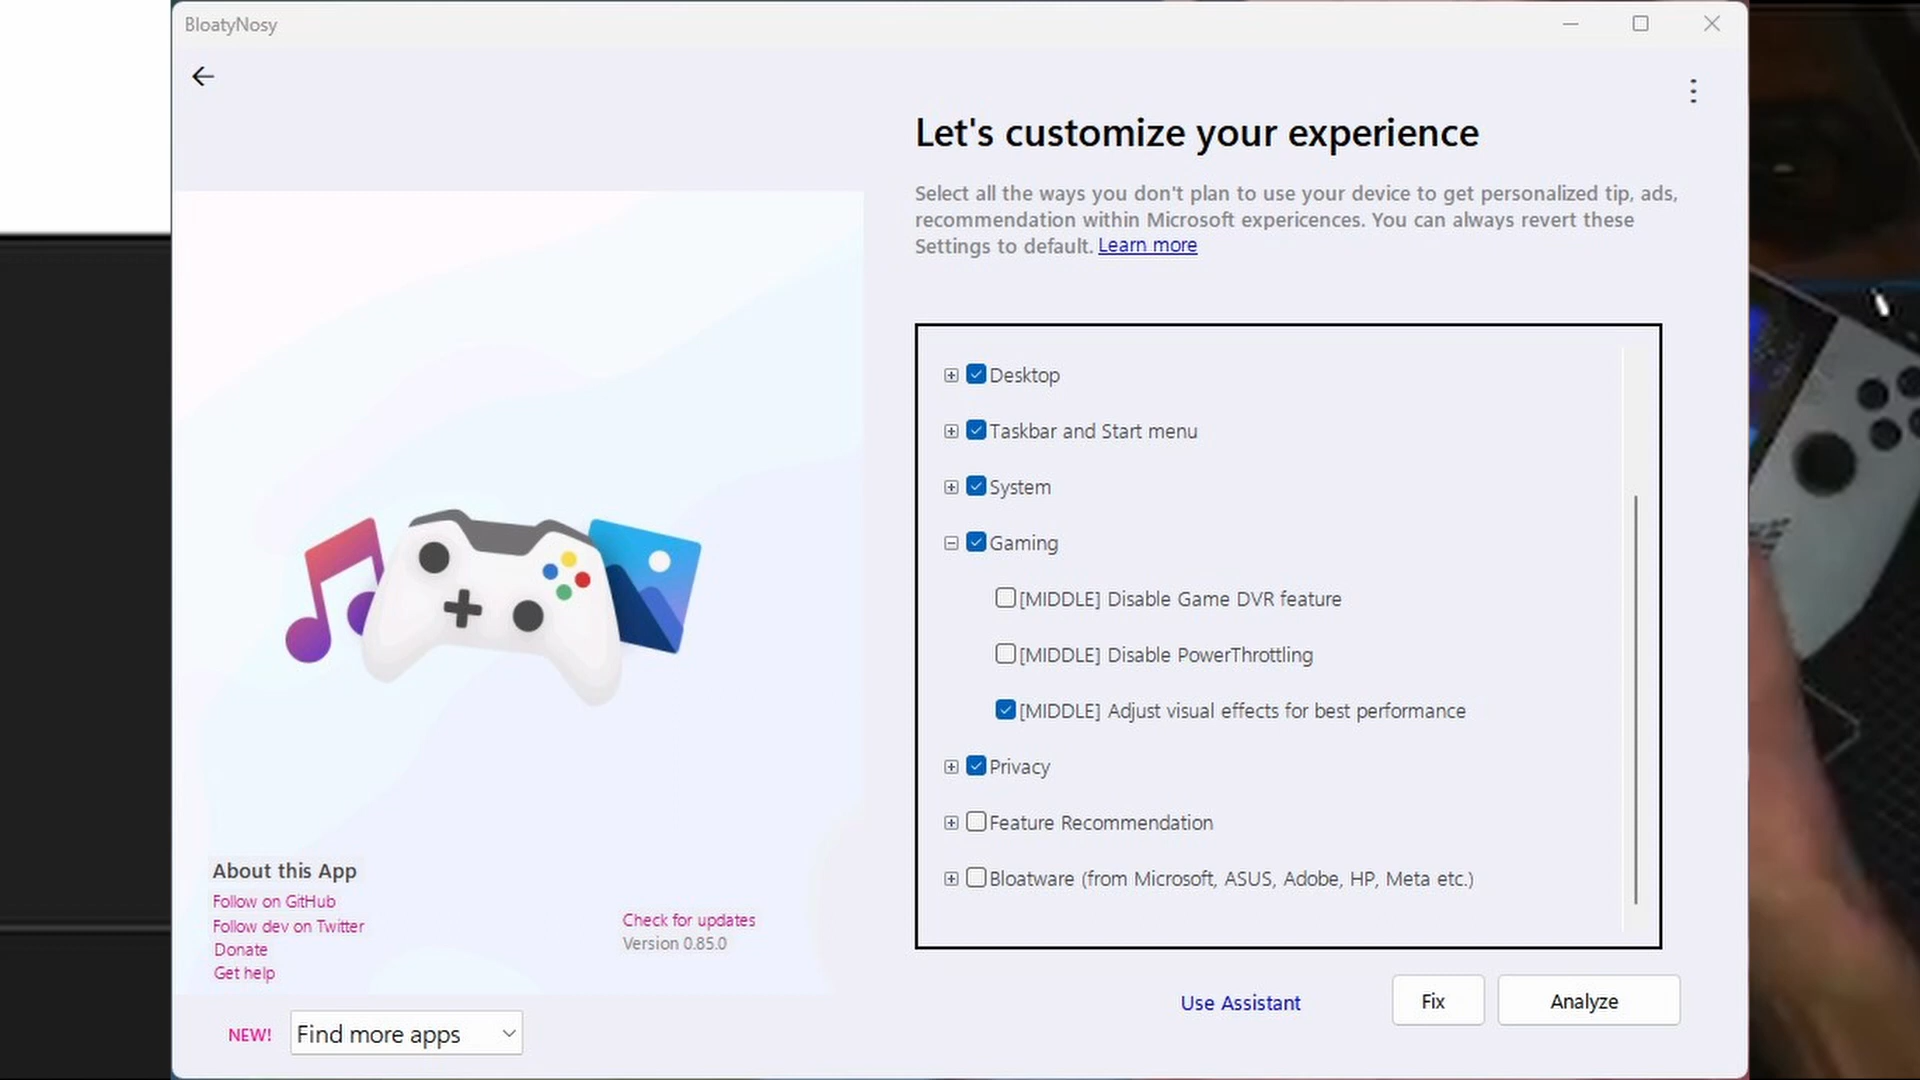 BloatyNosy
Let's customize your experience
Select all the ways you don't plan to use your device to get personalized tip, ads,
recommendation within Microsoft expericences. You can always revert these
Settings to default. Learn more
Desktop
Taskbar and Start menu
System
Gaming
[MIDDLE] Disable Game DVR feature
[MIDDLE] Disable PowerThrottling
[MIDDLE] Adjust visual effects for best performance
Privacy
Feature Recommendation
Bloatware (from Microsoft, ASUS, Adobe, HP, Meta etc.)
About this App
Follow on GitHub
Follow dev on Twitter
Donate
Get help
Check for updates
Version 0.85.0
Use Assistant
Fix
Analyze
NEW!
Find more apps